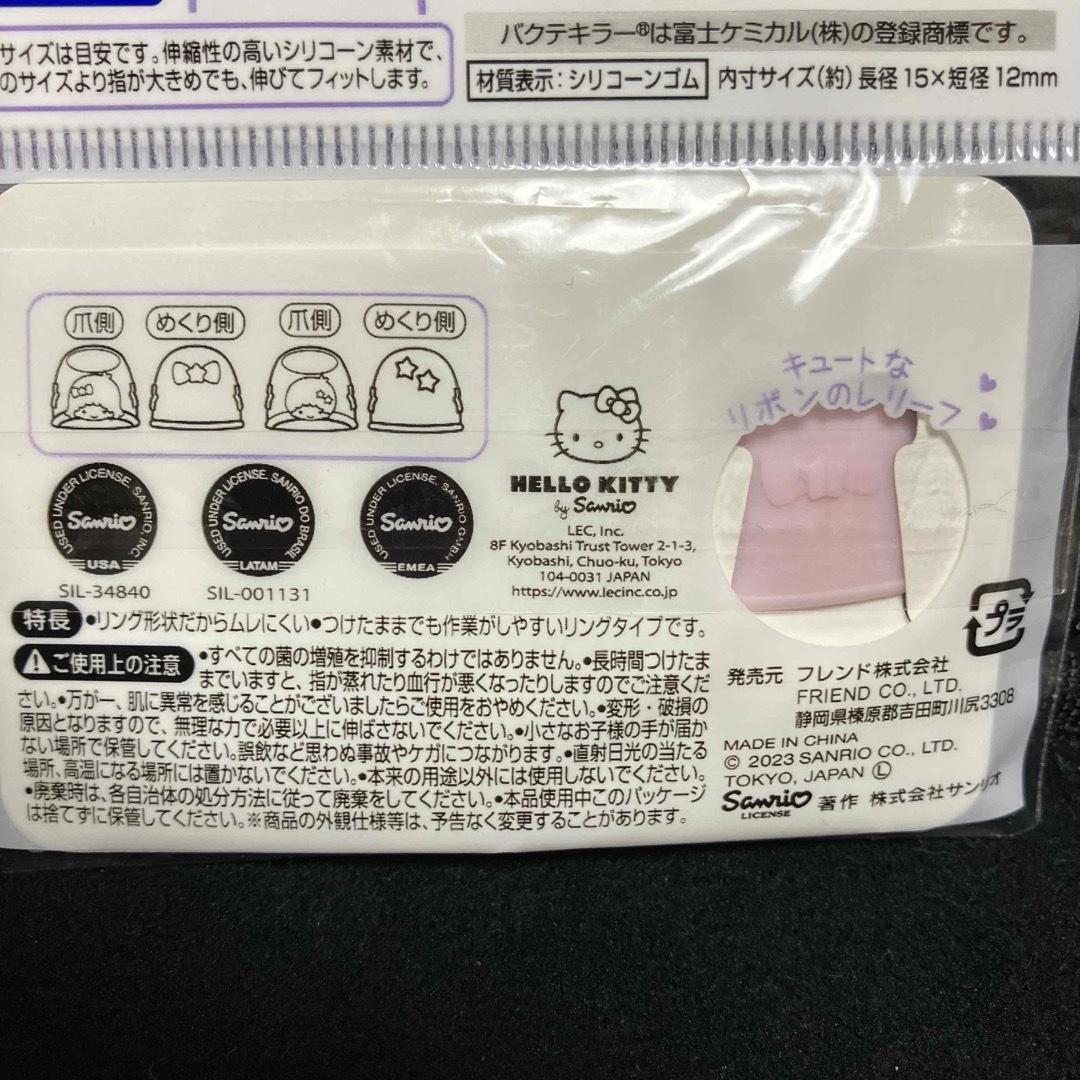 サイズは目安です。伸縮性の高いシリコーン素材で、
のサイズより指が大きめでも、伸びてフィットします。
バクテキラー®は富士ケミカル(株)の登録商標です。
材質表示:シリコーンゴム 内寸サイズ(約) 長径15×短径12mm
爪側 めくり側 爪側 めくり側
キュートな
リボンのレリーフ
HELLO KITTY
by Sanrio
LEC, Inc.
8F Kyobashi Trust Tower 2-1-3,
Kyobashi, Chuo-ku, Tokyo
104-0031 JAPAN
https://www.lecinc.co.jp
USED UNDER LICENSE. SANRIO, INC.
Sanrio
USA
SIL-34840
USED UNDER LICENSE. SANRIO DO BRASIL
Sanrio
LATAM
SIL-001131
USED UNDER LICENSE. SANRIO GMBH
Sanrio
EMEA
特長 •リング形状だからムレにくい•つけたままでも作業がしやすいリングタイプです。
ご使用上の注意 •すべての菌の増殖を抑制するわけではありません。•長時間つけたま
までいますと、指が蒸れたり血行が悪くなったりしますのでご注意くだ
さい。•万が一、肌に異常を感じることがございましたらご使用をおやめください。•変形・破損の
原因となりますので、無理な力で必要以上に伸ばさないでください。•小さなお子様の手が届か
ない場所で保管してください。誤飲など思わぬ事故やケガにつながります。•直射日光の当たる
場所、高温になる場所には置かないでください。•本来の用途以外には使用しないでください。
•廃棄時は、各自治体の処分方法に従って廃棄をしてください。•本品使用中このパッケージ
は捨てずに保管してください。※商品の外観仕様等は、予告なく変更することがあります。
プラ
発売元 フレンド株式会社
FRIEND CO., LTD.
静岡県榛原郡吉田町川尻3308
MADE IN CHINA
© 2023 SANRIO CO., LTD.
TOKYO, JAPAN Ⓛ
Sanrio LICENSE 著作 株式会社サンリオ